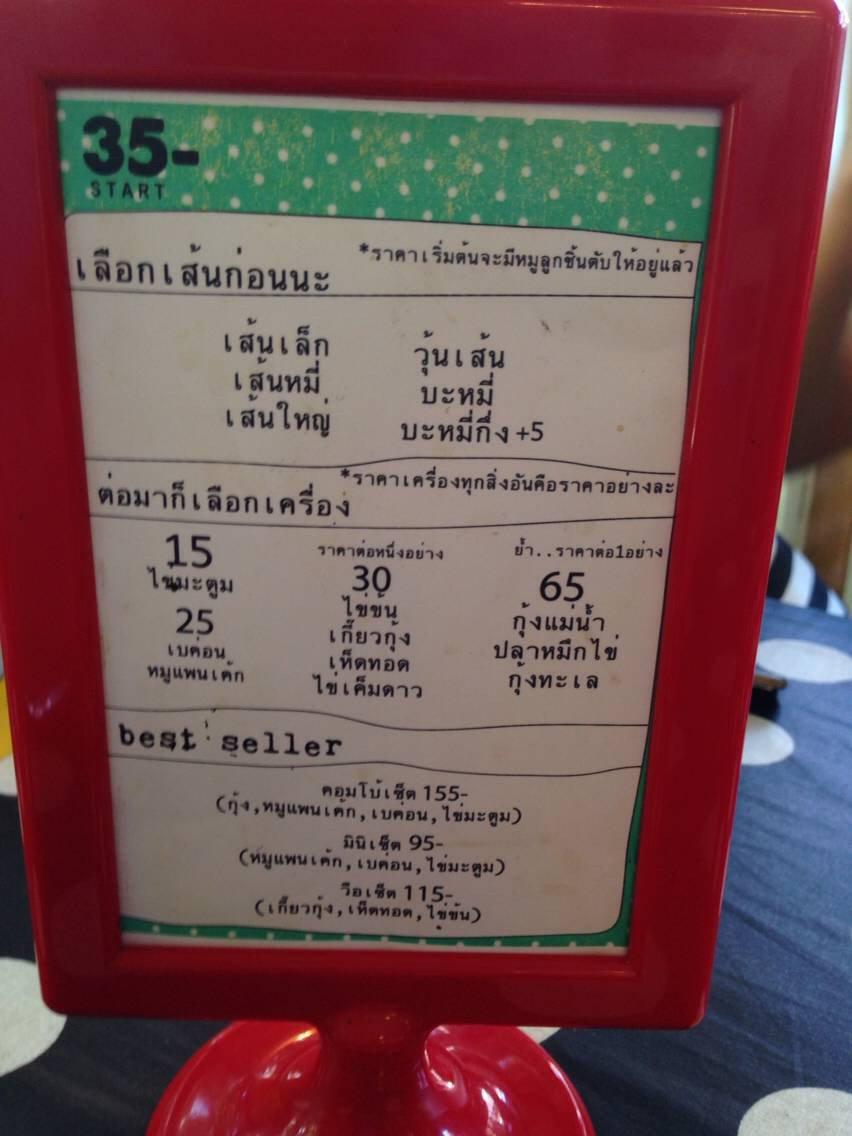 35-
START
เลือกเส้นก่อนนะ
*ราคาเริ่มต้นจะมีหมูลูกชิ้นตับให้อยู่แล้ว
เส้นเล็ก
เส้นหมี่
เส้นใหญ่
วุ้นเส้น
บะหมี่
บะหมี่กึ่ง +5
ต่อมาก็เลือกเครื่อง
*ราคาเครื่องทุกสิ่งอันคือราคาอย่างละ
15
ไข่มะตูม
25
เบค่อน
หมูแพนเค้ก
ราคาต่อหนึ่งอย่าง
30
ไข่ข้น
เกี๊ยวกุ้ง
เห็ดทอด
ไข่เค็มดาว
ย้ำ..ราคาต่อ1อย่าง
65
กุ้งแม่น้ำ
ปลาหมึกไข่
กุ้งทะเล
best seller
คอมโบ้เซ็ต 155-
(กุ้ง,หมูแพนเค้ก,เบค่อน,ไข่มะตูม)
มินิเซ็ต 95-
(หมูแพนเค้ก,เบค่อน,ไข่มะตูม)
วีอเซ็ต 115-
(เกี๊ยวกุ้ง,เห็ดทอด,ไข่ข้น)